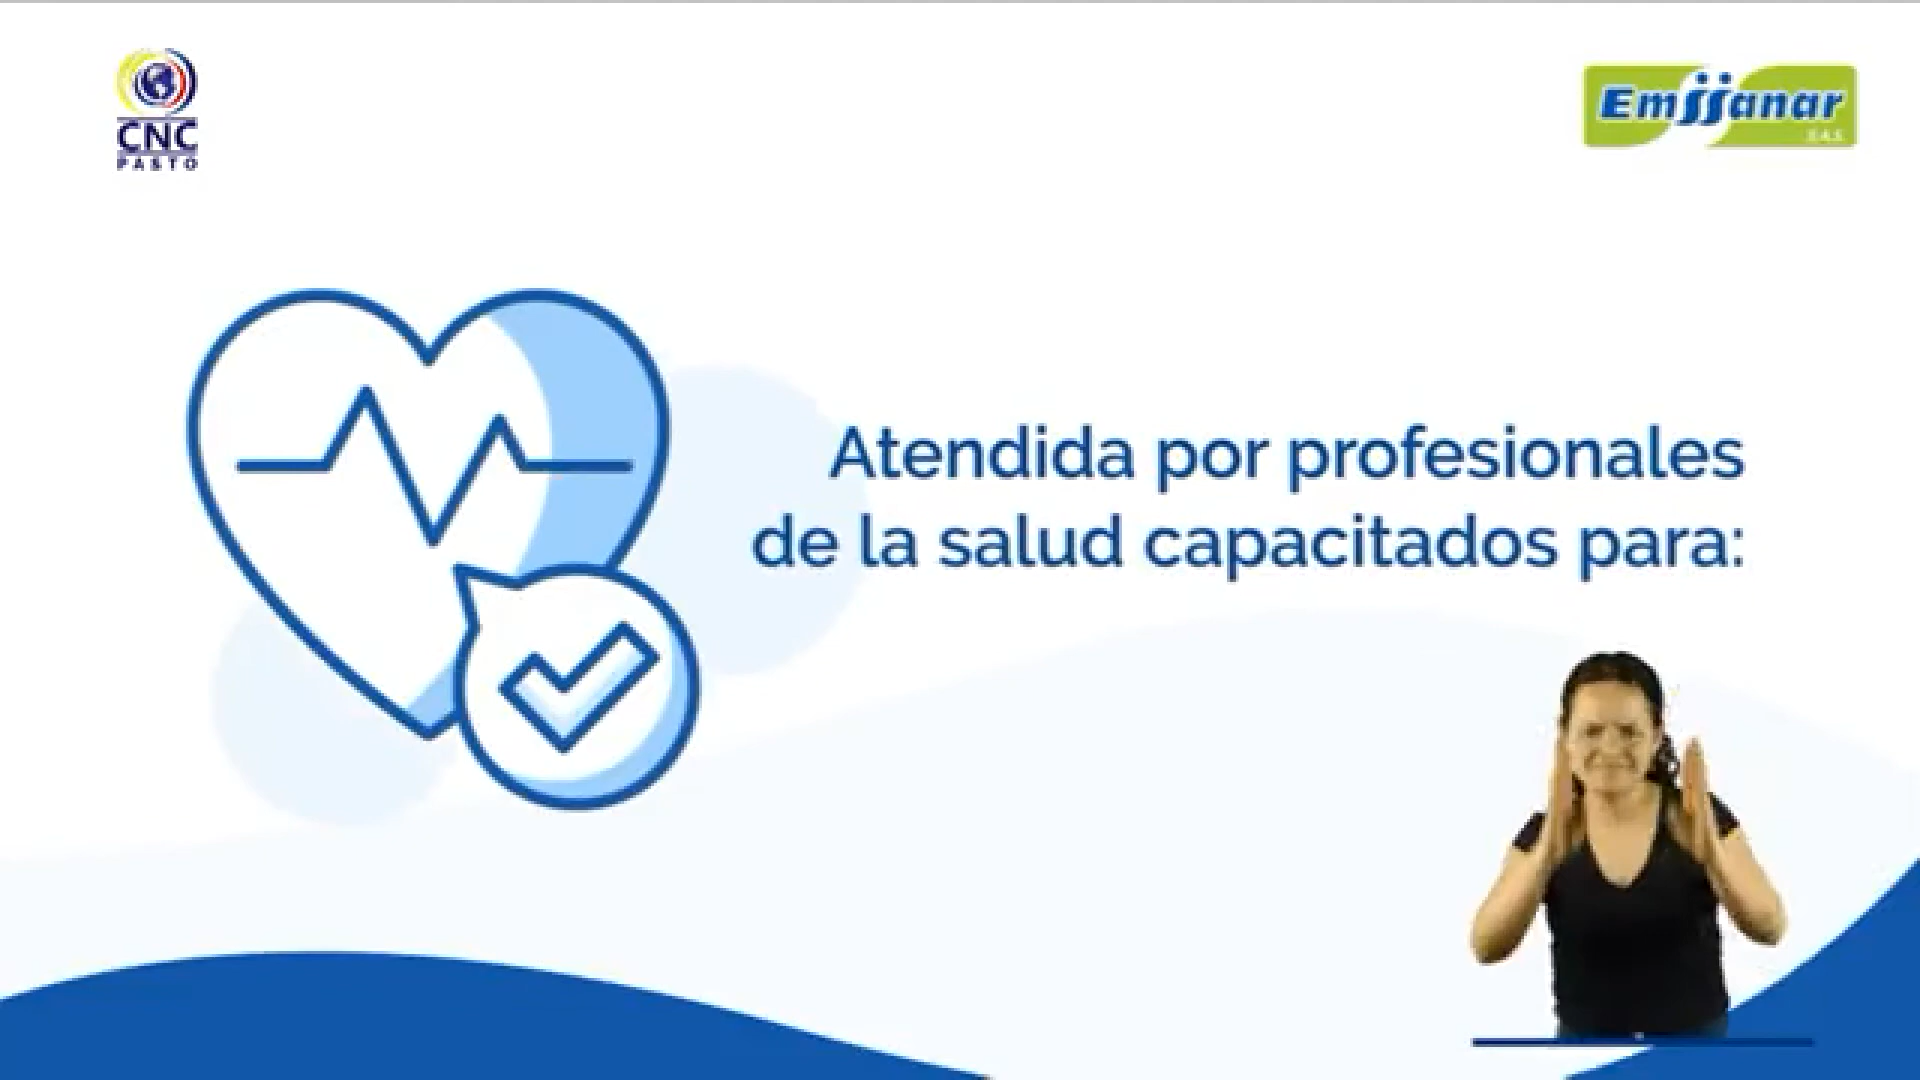 CNC
PASTO
Emssanar
S.A.S.
Atendida por profesionales
de la salud capacitados para: